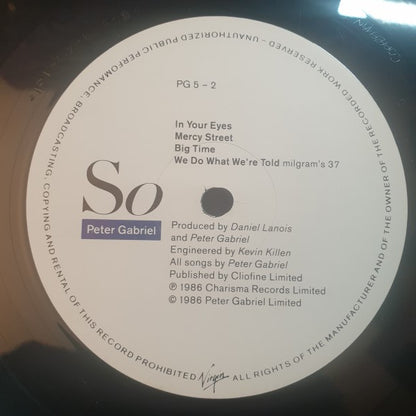 BROADCASTING - COPYING AND RENTAL OF THIS RECORD PROHIBITED
Virgin
ALL RIGHTS OF THE MANUFACTURER AND OF THE OWNER OF THE RECORDED WORK RESERVED - UNAUTHORIZED PUBLIC PERFOMANCE,
PG 5 – 2
In Your Eyes
Mercy Street
Big Time
We Do What We're Told milgram's 37
So
Peter Gabriel
Produced by Daniel Lanois
and Peter Gabriel
Engineered by Kevin Killen
All songs by Peter Gabriel
Published by Cliofine Limited
℗ 1986 Charisma Records Limited
© 1986 Peter Gabriel Limited